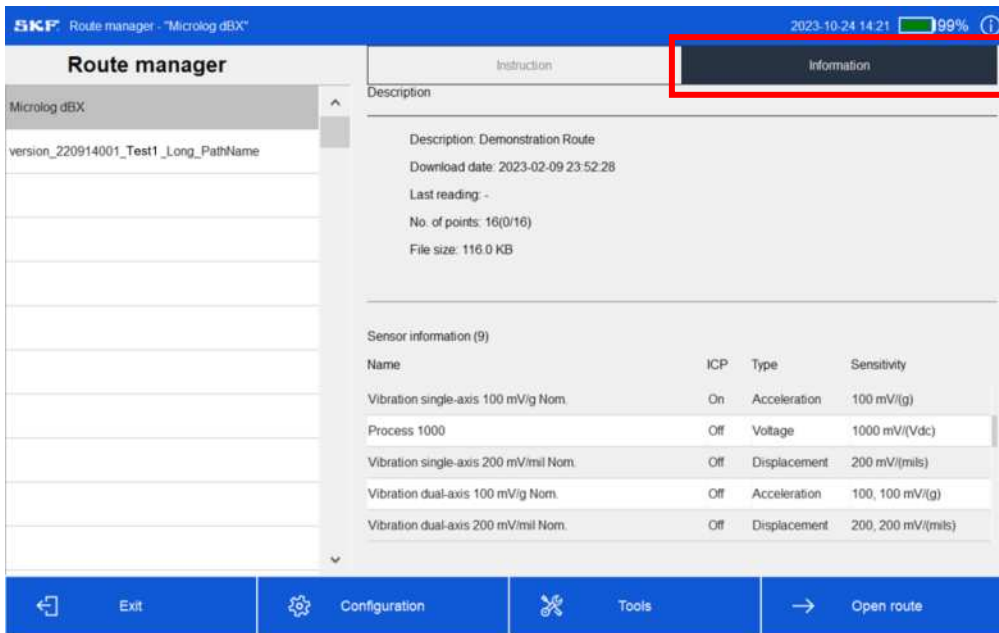 SKF. Route manager - "Microlog dBX" 2023-10-24 14:21 99%
Route manager
Instruction Information
Microlog dBX
version_220914001_Test1_Long_PathName
Description
Description: Demonstration Route
Download date: 2023-02-09 23:52:28
Last reading: -
No. of points: 16(0/16)
File size: 116.0 KB
Sensor information (9)
Name ICP Type Sensitivity
Vibration single-axis 100 mV/g Nom. On Acceleration 100 mV/(g)
Process 1000 Off Voltage 1000 mV/(Vdc)
Vibration single-axis 200 mV/mil Nom. Off Displacement 200 mV/(mils)
Vibration dual-axis 100 mV/g Nom. Off Acceleration 100, 100 mV/(g)
Vibration dual-axis 200 mV/mil Nom. Off Displacement 200, 200 mV/(mils)
Exit Configuration Tools Open route